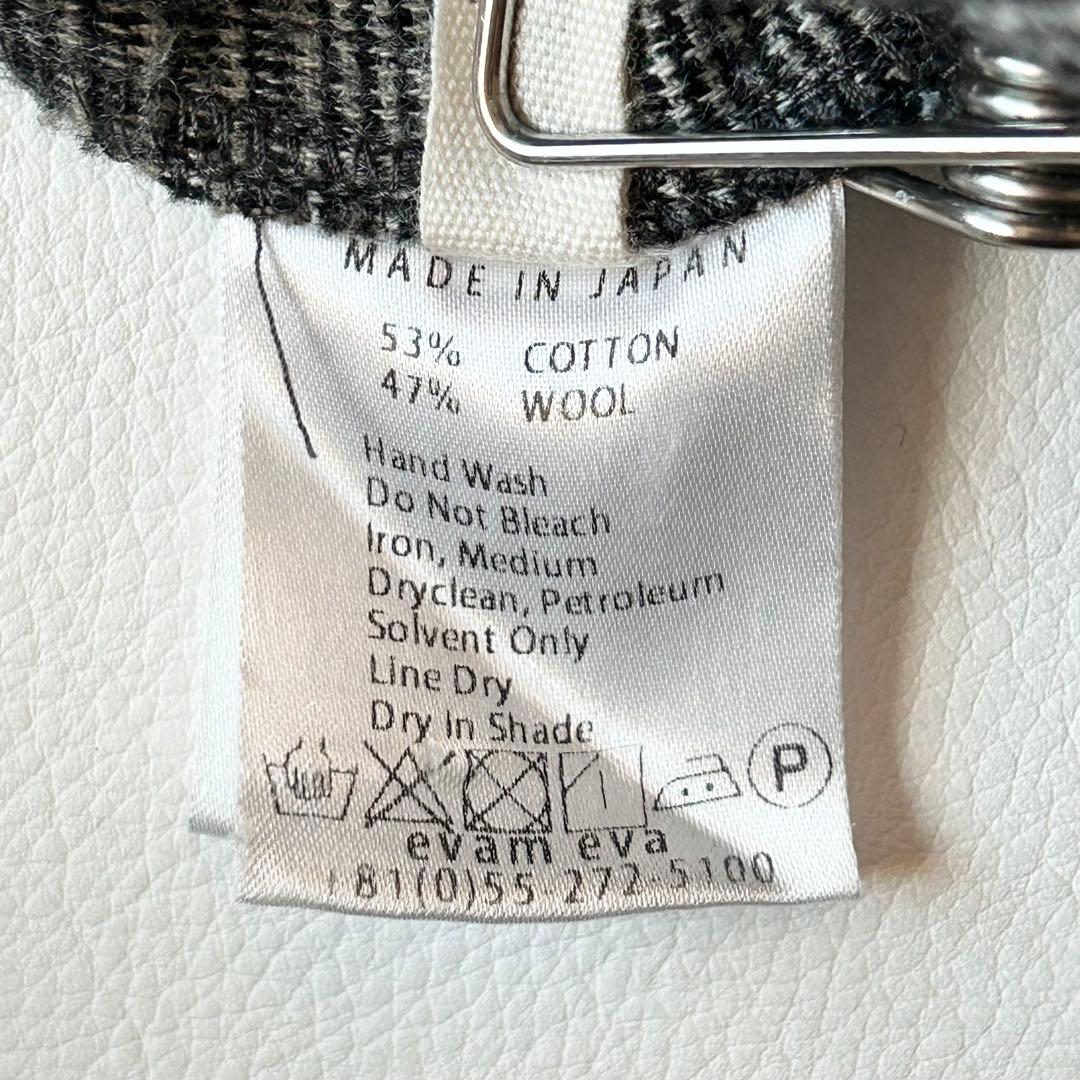 MADE IN JAPAN
53% COTTON
47% WOOL
Hand Wash
Do Not Bleach
Iron, Medium
Dryclean, Petroleum
Solvent Only
Line Dry
Dry In Shade
P
evam eva
+81(0)55-272-5100